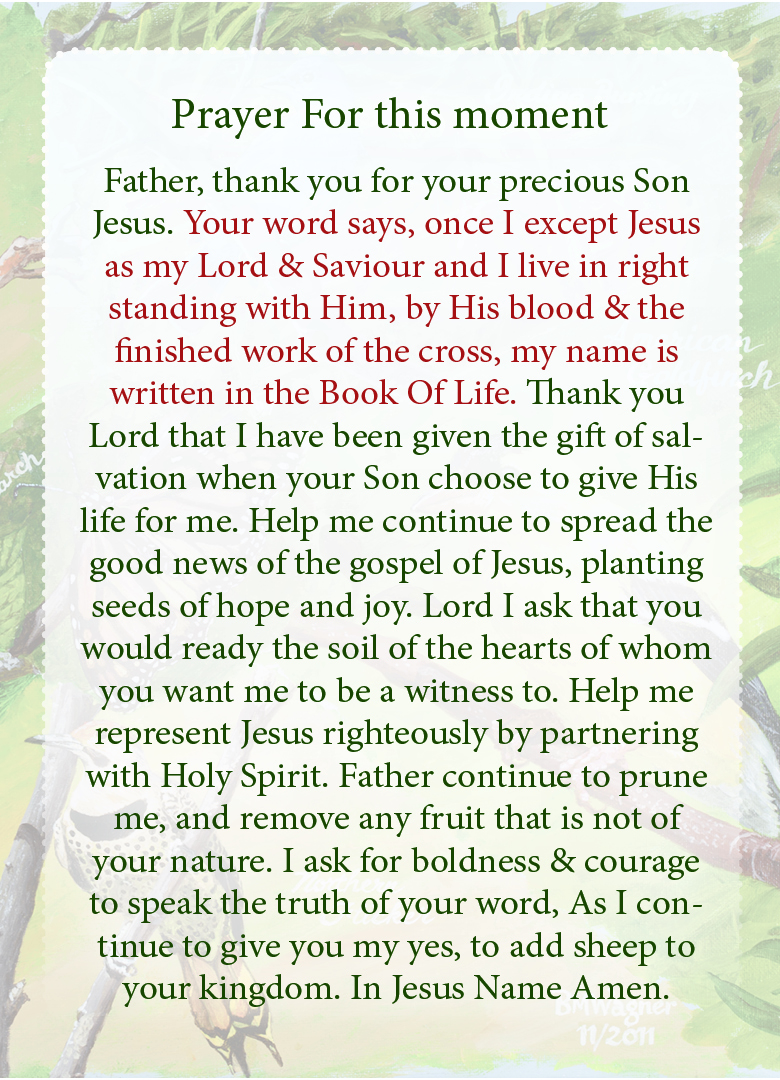 Prayer For this moment
Father, thank you for your precious Son
Jesus. Your word says, once I except Jesus
as my Lord & Saviour and I live in right
standing with Him, by His blood & the
finished work of the cross, my name is
written in the Book Of Life. Thank you
Lord that I have been given the gift of sal-
vation when your Son choose to give His
life for me. Help me continue to spread the
good news of the gospel of Jesus, planting
seeds of hope and joy. Lord I ask that you
would ready the soil of the hearts of whom
you want me to be a witness to. Help me
represent Jesus righteously by partnering
with Holy Spirit. Father continue to prune
me, and remove any fruit that is not of
your nature. I ask for boldness & courage
to speak the truth of your word, As I con-
tinue to give you my yes, to add sheep to
your kingdom. In Jesus Name Amen.
BMWagner
11/2011